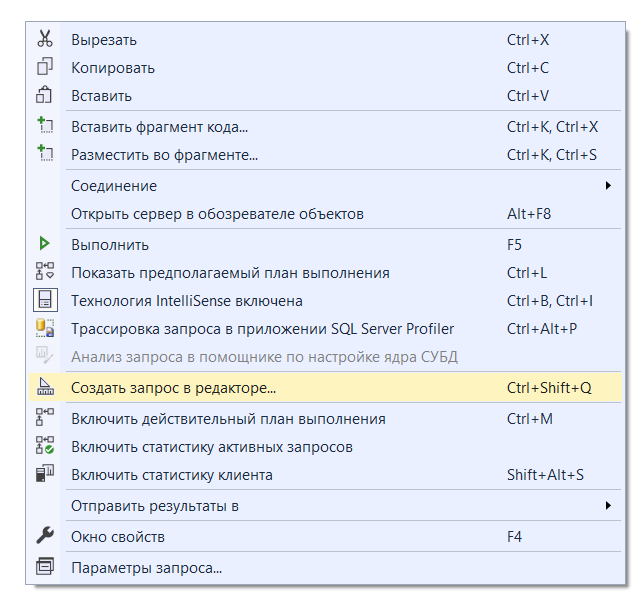 Вырезать Ctrl+X
Копировать Ctrl+C
Вставить Ctrl+V
Вставить фрагмент кода... Ctrl+K, Ctrl+X
Разместить во фрагменте... Ctrl+K, Ctrl+S
Соединение
Открыть сервер в обозревателе объектов Alt+F8
Выполнить F5
Показать предполагаемый план выполнения Ctrl+L
Технология IntelliSense включена Ctrl+B, Ctrl+I
Трассировка запроса в приложении SQL Server Profiler Ctrl+Alt+P
Анализ запроса в помощнике по настройке ядра СУБД
Создать запрос в редакторе... Ctrl+Shift+Q
Включить действительный план выполнения Ctrl+M
Включить статистику активных запросов
Включить статистику клиента Shift+Alt+S
Отправить результаты в
Окно свойств F4
Параметры запроса...